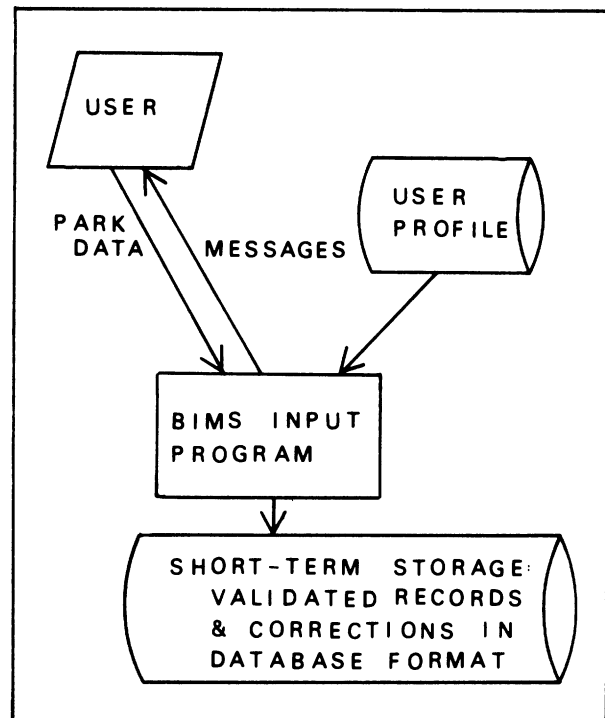 USER
USER
PROFILE
PARK
DATA
MESSAGES
BIMS INPUT
PROGRAM
SHORT-TERM STORAGE:
VALIDATED RECORDS
& CORRECTIONS IN
DATABASE FORMAT